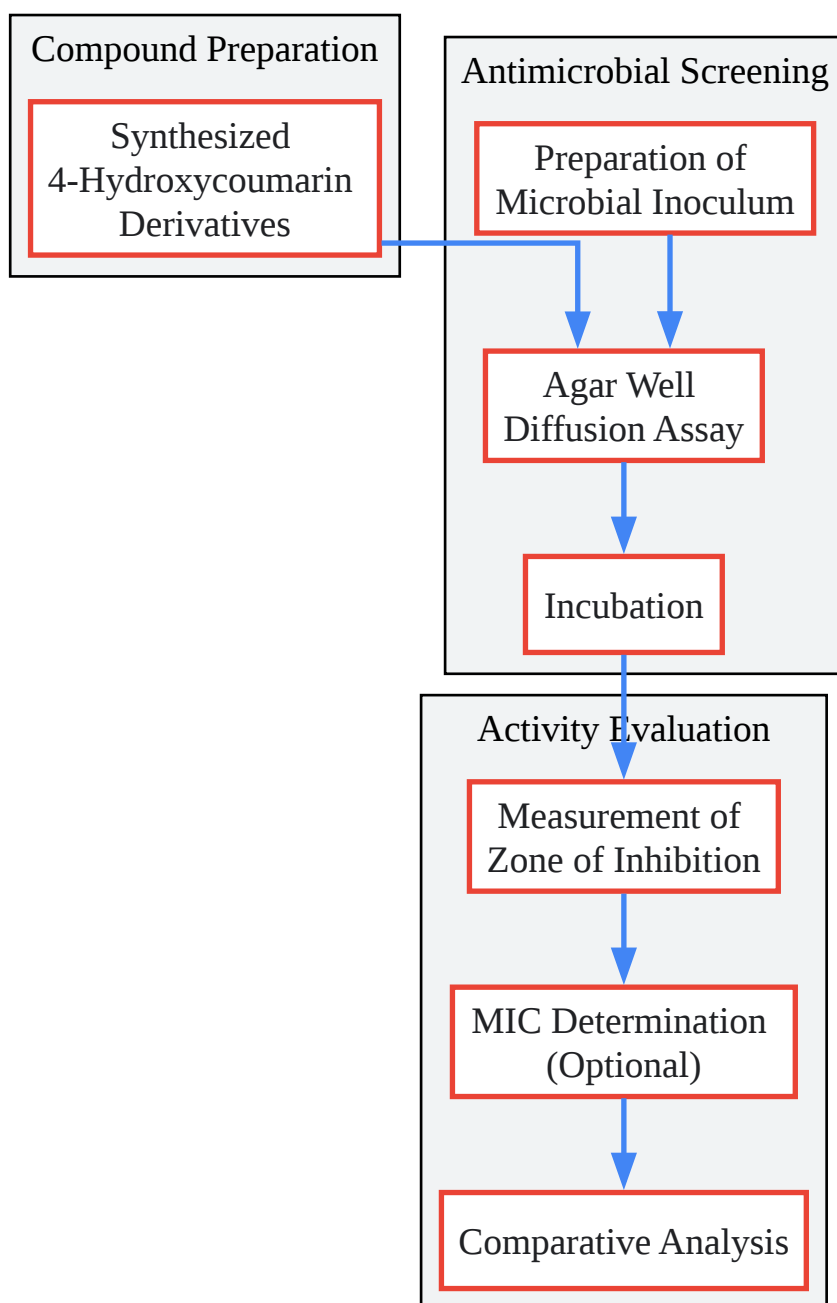 Compound Preparation
Synthesized
4-Hydroxycoumarin
Derivatives
Antimicrobial Screening
Preparation of
Microbial Inoculum
Agar Well
Diffusion Assay
Incubation
Activity Evaluation
Measurement of
Zone of Inhibition
MIC Determination
(Optional)
Comparative Analysis